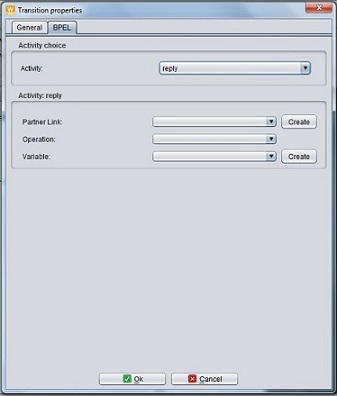 W Transition properties
General BPEL
Activity choice
Activity: reply
Activity: reply
Partner Link: Create
Operation:
Variable: Create
Ok Cancel